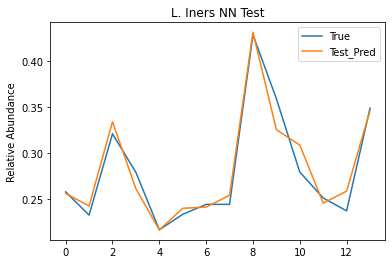 L. Iners NN Test
True
Test_Pred
Relative Abundance
0.40
0.35
0.30
0.25
0 2 4 6 8 10 12